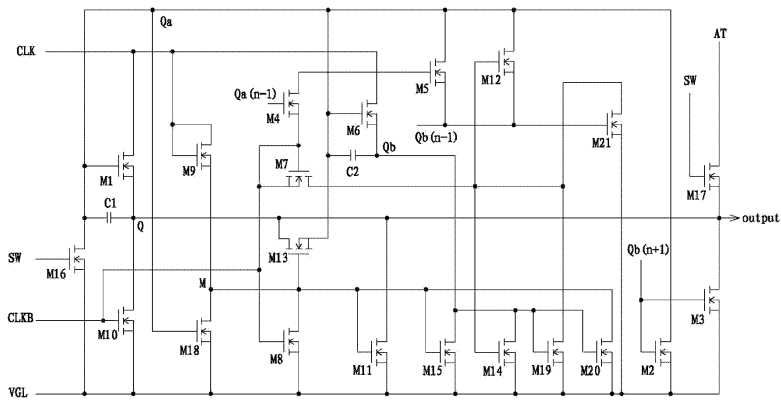 Qa
CLK
AT
M5
M12
SW
Qa(n-1)
M4
M6
Qb(n-1)
M21
Qb
M7
C2
M1
M9
M17
C1
Q
output
M13
SW
M16
Qb(n+1)
M
CLKB
M3
M10
M18
M8
M11
M15
M14
M19
M20
M2
VGL